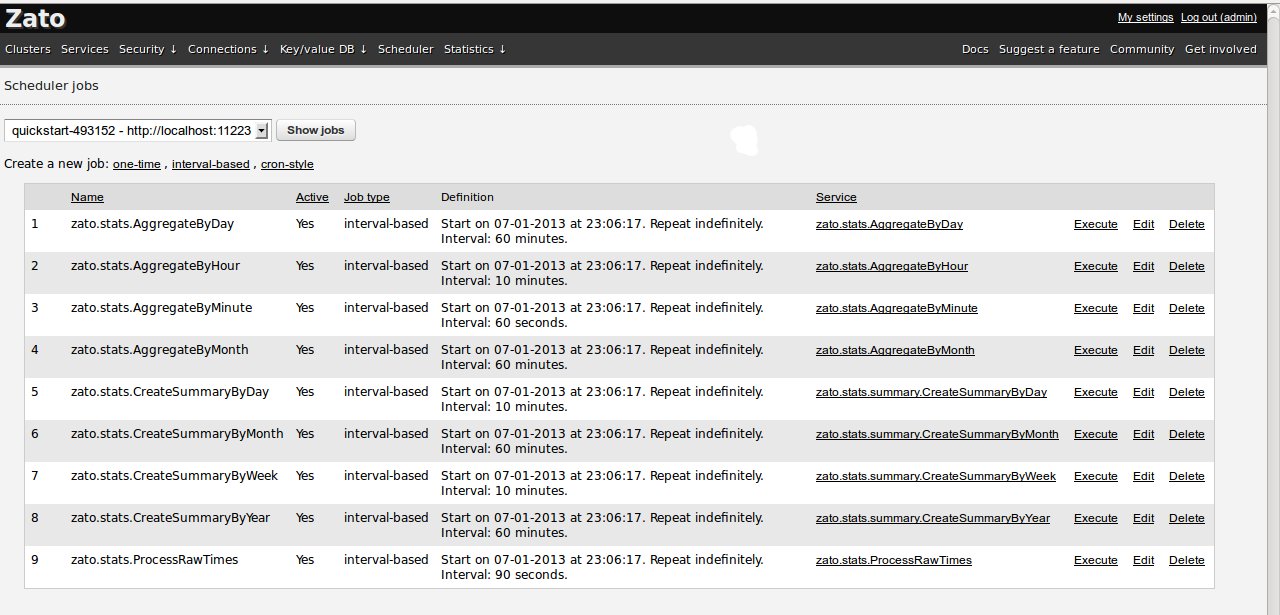 Zato
My settings Log out (admin)
Clusters Services Security ↓ Connections ↓ Key/value DB ↓ Scheduler Statistics ↓ Docs Suggest a feature Community Get involved
Scheduler jobs
quickstart-493152 - http://localhost:11223 Show jobs
Create a new job: one-time , interval-based , cron-style
Name Active Job type Definition Service
1 zato.stats.AggregateByDay Yes interval-based Start on 07-01-2013 at 23:06:17. Repeat indefinitely. zato.stats.AggregateByDay Execute Edit Delete
Interval: 60 minutes.
2 zato.stats.AggregateByHour Yes interval-based Start on 07-01-2013 at 23:06:17. Repeat indefinitely. zato.stats.AggregateByHour Execute Edit Delete
Interval: 10 minutes.
3 zato.stats.AggregateByMinute Yes interval-based Start on 07-01-2013 at 23:06:17. Repeat indefinitely. zato.stats.AggregateByMinute Execute Edit Delete
Interval: 60 seconds.
4 zato.stats.AggregateByMonth Yes interval-based Start on 07-01-2013 at 23:06:17. Repeat indefinitely. zato.stats.AggregateByMonth Execute Edit Delete
Interval: 60 minutes.
5 zato.stats.CreateSummaryByDay Yes interval-based Start on 07-01-2013 at 23:06:17. Repeat indefinitely. zato.stats.summary.CreateSummaryByDay Execute Edit Delete
Interval: 10 minutes.
6 zato.stats.CreateSummaryByMonth Yes interval-based Start on 07-01-2013 at 23:06:17. Repeat indefinitely. zato.stats.summary.CreateSummaryByMonth Execute Edit Delete
Interval: 60 minutes.
7 zato.stats.CreateSummaryByWeek Yes interval-based Start on 07-01-2013 at 23:06:17. Repeat indefinitely. zato.stats.summary.CreateSummaryByWeek Execute Edit Delete
Interval: 10 minutes.
8 zato.stats.CreateSummaryByYear Yes interval-based Start on 07-01-2013 at 23:06:17. Repeat indefinitely. zato.stats.summary.CreateSummaryByYear Execute Edit Delete
Interval: 60 minutes.
9 zato.stats.ProcessRawTimes Yes interval-based Start on 07-01-2013 at 23:06:17. Repeat indefinitely. zato.stats.ProcessRawTimes Execute Edit Delete
Interval: 90 seconds.